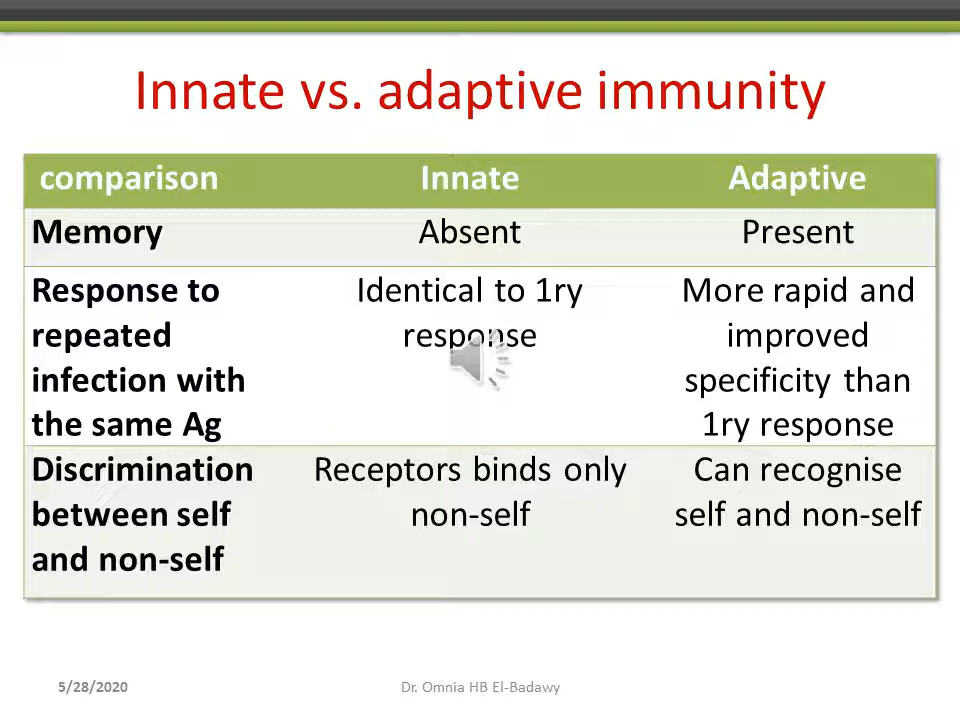 Innate vs. adaptive immunity
comparison Innate Adaptive
Memory Absent Present
Response to Identical to 1ry More rapid and
repeated response improved
infection with specificity than
the same Ag 1ry response
Discrimination Receptors binds only Can recognise
between self non-self self and non-self
and non-self
5/28/2020 Dr. Omnia HB El-Badawy